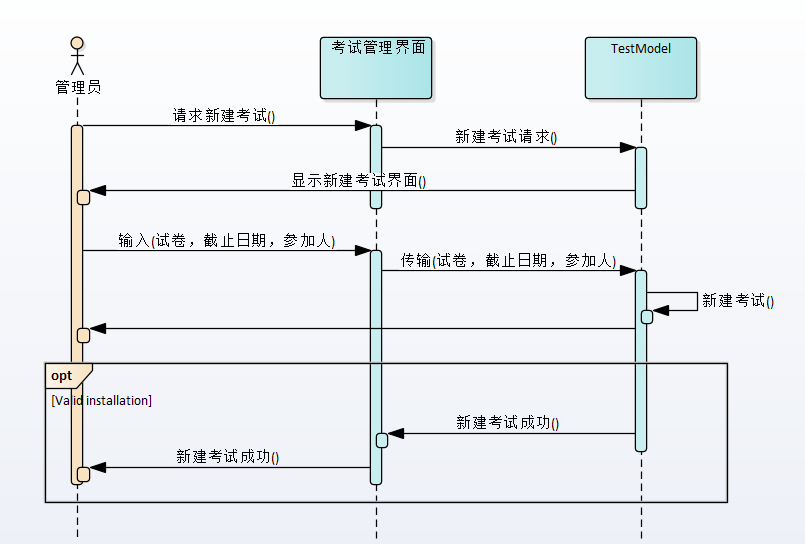 考试管理界面
TestModel
管理员
请求新建考试()
新建考试请求()
显示新建考试界面()
输入(试卷，截止日期，参加人)
传输(试卷，截止日期，参加人)
新建考试()
opt
[Valid installation]
新建考试成功()
新建考试成功()